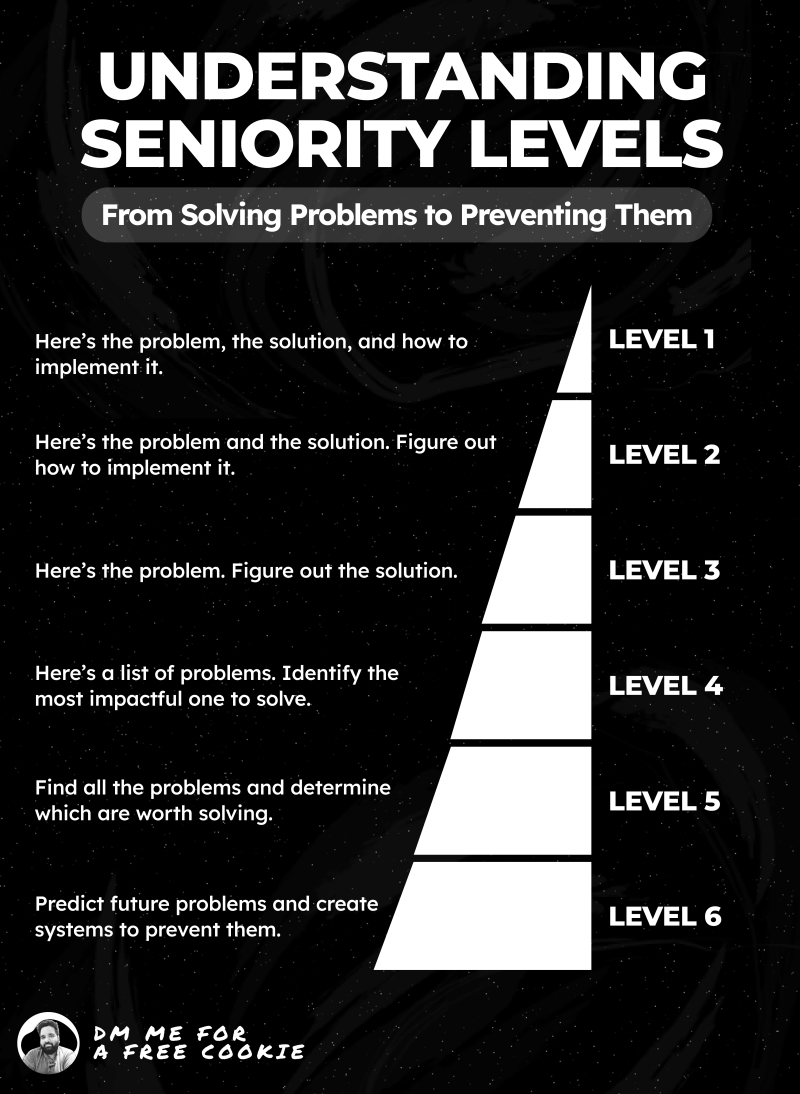 UNDERSTANDING
SENIORITY LEVELS
From Solving Problems to Preventing Them
Here’s the problem, the solution, and how to
implement it.
LEVEL 1
Here’s the problem and the solution. Figure out
how to implement it.
LEVEL 2
Here’s the problem. Figure out the solution.
LEVEL 3
Here’s a list of problems. Identify the
most impactful one to solve.
LEVEL 4
Find all the problems and determine
which are worth solving.
LEVEL 5
Predict future problems and create
systems to prevent them.
LEVEL 6
DM ME FOR
A FREE COOKIE